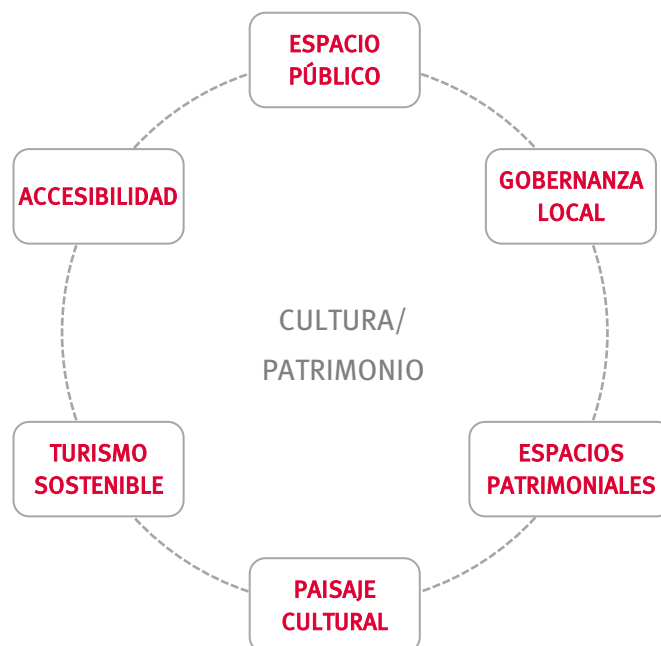 ESPACIO
PÚBLICO
ACCESIBILIDAD
GOBERNANZA
LOCAL
CULTURA/
PATRIMONIO
TURISMO
SOSTENIBLE
ESPACIOS
PATRIMONIALES
PAISAJE
CULTURAL